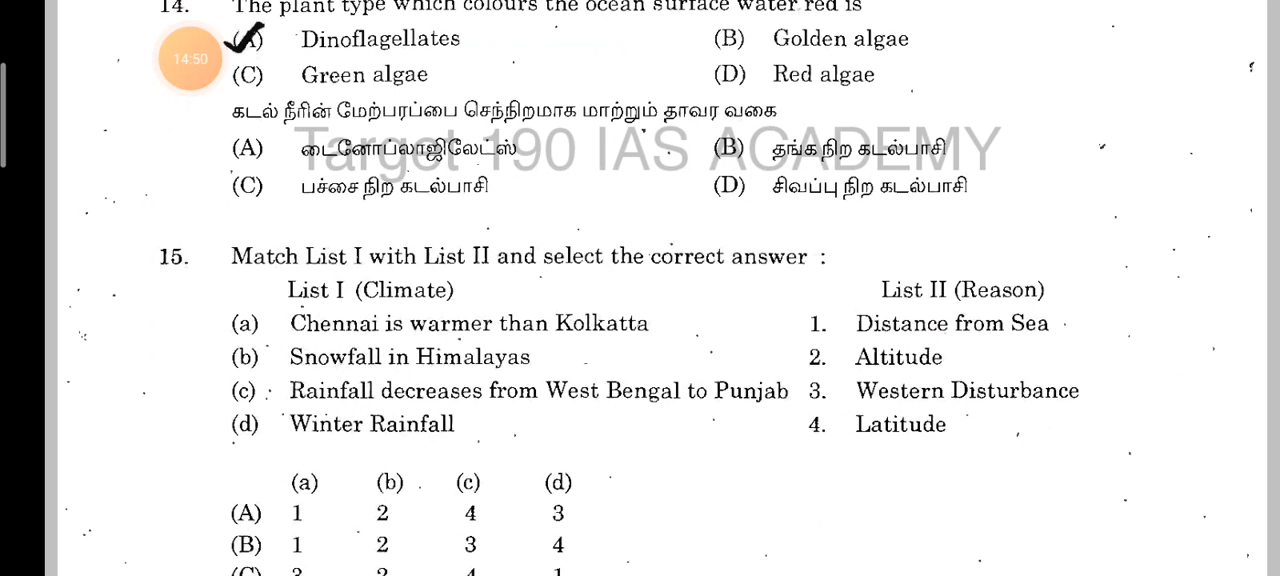 14. The plant type which colours the ocean surface water red is
(A) Dinoflagellates (B) Golden algae
14:50
(C) Green algae (D) Red algae
கடல் நீரின் மேற்பரப்பை செந்நிறமாக மாற்றும் தாவர வகை
Target 190 IAS ACADEMY
(A) டைனோப்லாஜிலேட்ஸ் (B) தங்க நிற கடல்பாசி
(C) பச்சை நிற கடல்பாசி (D) சிவப்பு நிற கடல்பாசி
15. Match List I with List II and select the correct answer :
List I (Climate) List II (Reason)
(a) Chennai is warmer than Kolkatta 1. Distance from Sea
(b) Snowfall in Himalayas 2. Altitude
(c) Rainfall decreases from West Bengal to Punjab 3. Western Disturbance
(d) Winter Rainfall 4. Latitude
(a) (b) (c) (d)
(A) 1 2 4 3
(B) 1 2 3 4
(C) 3 2 4 1